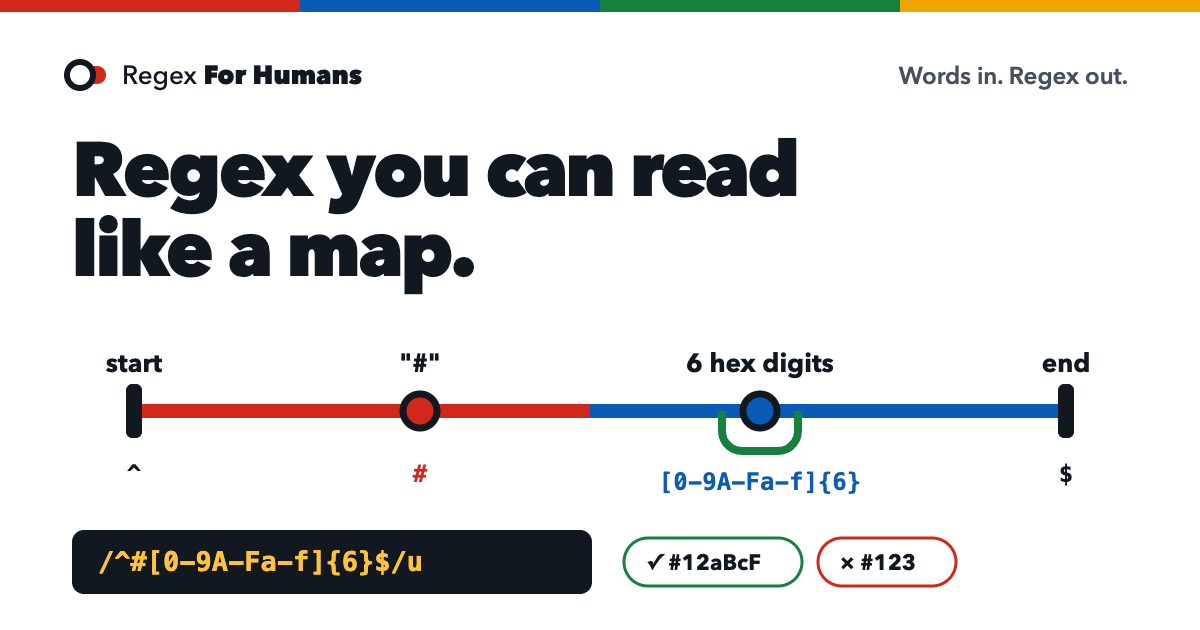 Regex For Humans
Words in. Regex out.
Regex you can read
like a map.
start
"#"
6 hex digits
end
^
#
[0-9A-Fa-f]{6}
$
/^#[0-9A-Fa-f]{6}$/u
✓ #12aBcF
× #123